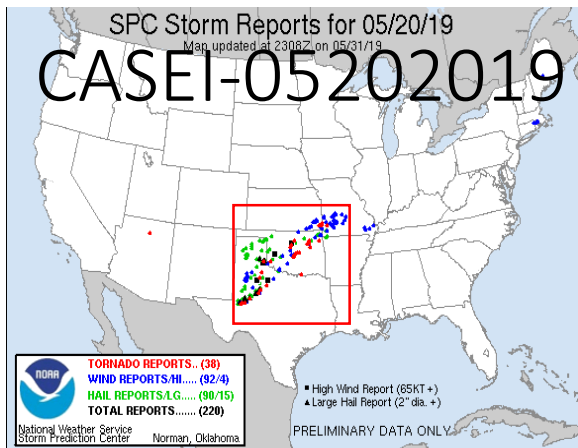 SPC Storm Reports for 05/20/19
Map updated at 2308Z on 05/31/19
CASEI-05202019
TORNADO REPORTS.. (38)
WIND REPORTS/HI..... (92/4)
HAIL REPORTS/LG..... (90/15)
TOTAL REPORTS....... (220)
NOAA
National Weather Service
Storm Prediction Center Norman, Oklahoma
High Wind Report (65KT +)
Large Hail Report (2" dia. +)
PRELIMINARY DATA ONLY